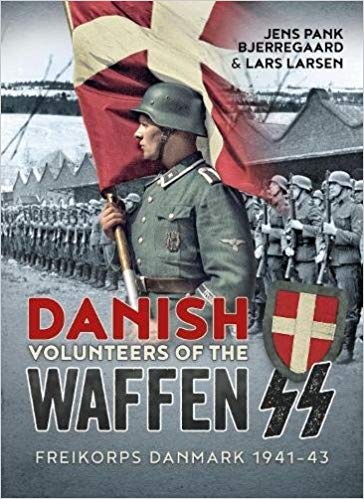 JENS PANK
BJERREGAARD
& LARS LARSEN
DANISH
VOLUNTEERS OF THE
WAFFEN SS
FREIKORPS DANMARK 1941-43